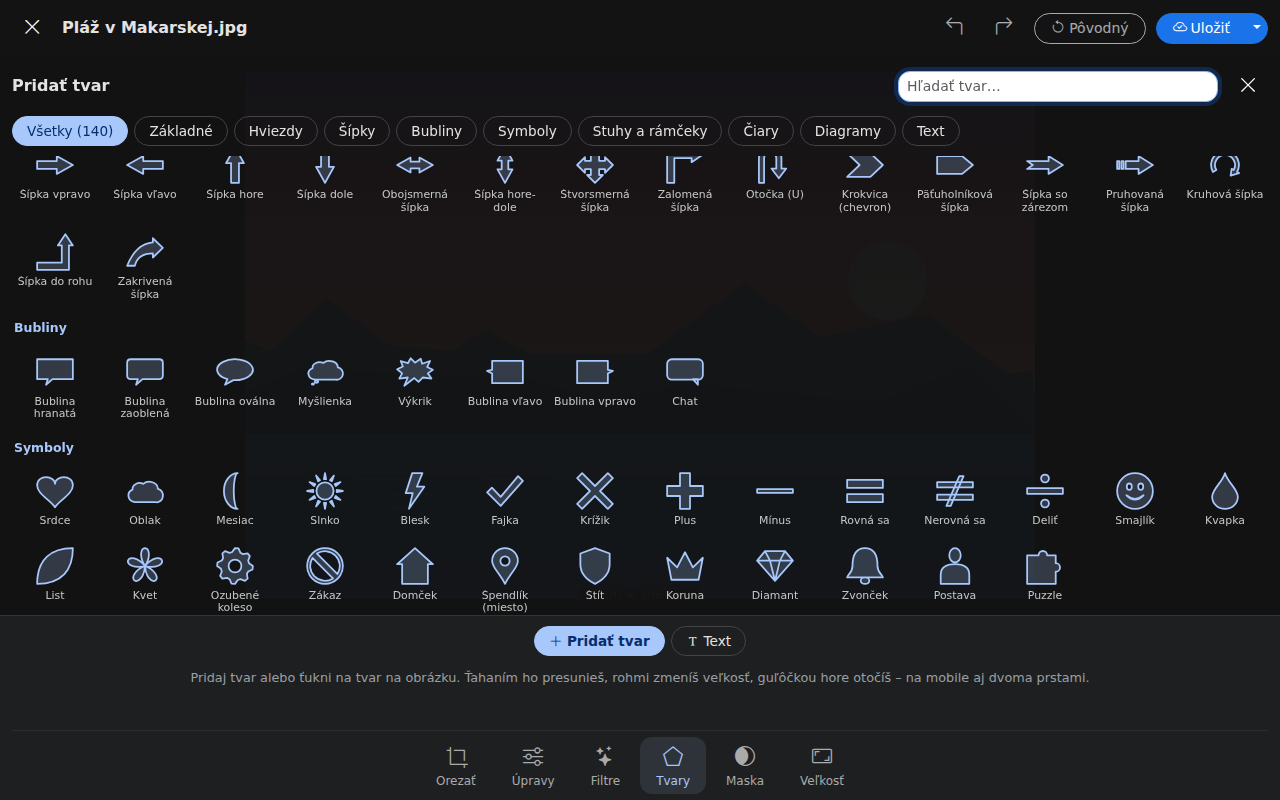 Pláž v Makarskej.jpg
Pôvodný
Uložiť
Pridať tvar
Hľadať tvar…
Všetky (140)
Základné
Hviezdy
Šípky
Bubliny
Symboly
Stuhy a rámčeky
Čiary
Diagramy
Text
Šípka vpravo
Šípka vľavo
Šípka hore
Šípka dole
Obojsmerná šípka
Šípka hore-dole
Štvorsmerná šípka
Zalomená šípka
Otočka (U)
Krokvica (chevron)
Päťuholníková šípka
Šípka so zárezom
Pruhovaná šípka
Kruhová šípka
Šípka do rohu
Zakrivená šípka
Bubliny
Bublina hranatá
Bublina zaoblená
Bublina oválna
Myšlienka
Výkrik
Bublina vľavo
Bublina vpravo
Chat
Symboly
Srdce
Oblak
Mesiac
Slnko
Blesk
Fajka
Krížik
Plus
Mínus
Rovná sa
Nerovná sa
Deliť
Smajlík
Kvapka
List
Kvet
Ozubené koleso
Zákaz
Domček
Špendlík (miesto)
Štít
Koruna
Diamant
Zvonček
Postava
Puzzle
Pridať tvar
T Text
Pridaj tvar alebo ťukni na tvar na obrázku. Ťahaním ho presunieš, rohmi zmeníš veľkosť, guľôčkou hore otočíš – na mobile aj dvoma prstami.
Orezať
Úpravy
Filtre
Tvary
Maska
Veľkosť